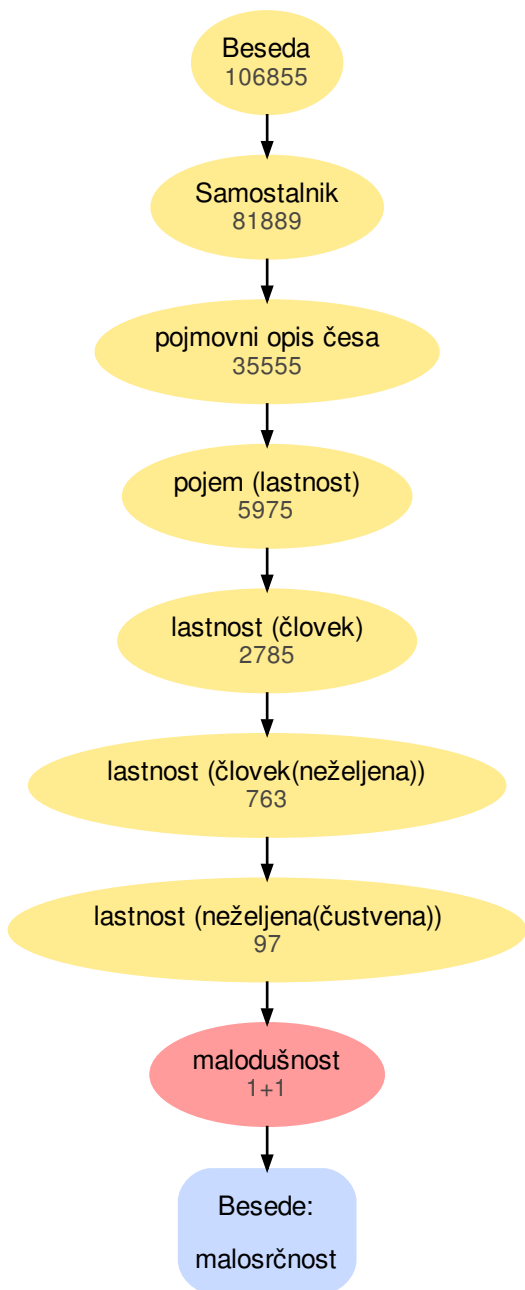 Beseda
106855
Samostalnik
81889
pojmovni opis česa
35555
pojem (lastnost)
5975
lastnost (človek)
2785
lastnost (človek(neželjena))
763
lastnost (neželjena(čustvena))
97
malodušnost
1+1
Besede:
malosrčnost